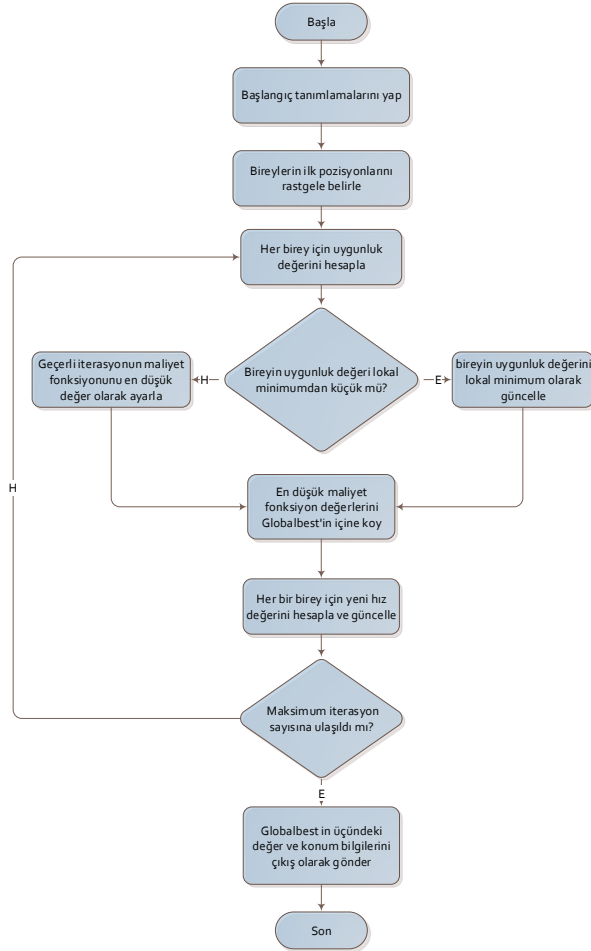 Başla
Başlangıç tanımlamalarını yap
Bireylerin ilk pozisyonlarını
rastgele belirle
Her birey için uygunluk
değerini hesapla
Geçerli iterasyonun maliyet
fonksiyonunu en düşük
değer olarak ayarla
H
Bireyin uygunluk değeri lokal
minimumdan küçük mü?
E
bireyin uygunluk değerini
lokal minimum olarak
güncelle
H
En düşük maliyet
fonksiyon değerlerini
Globalbest'in içine koy
Her bir birey için yeni hız
değerini hesapla ve güncelle
Maksimum iterasyon
sayısına ulaşıldı mı?
E
Globalbest in üçündeki
değer ve konum bilgilerini
çıkış olarak gönder
Son